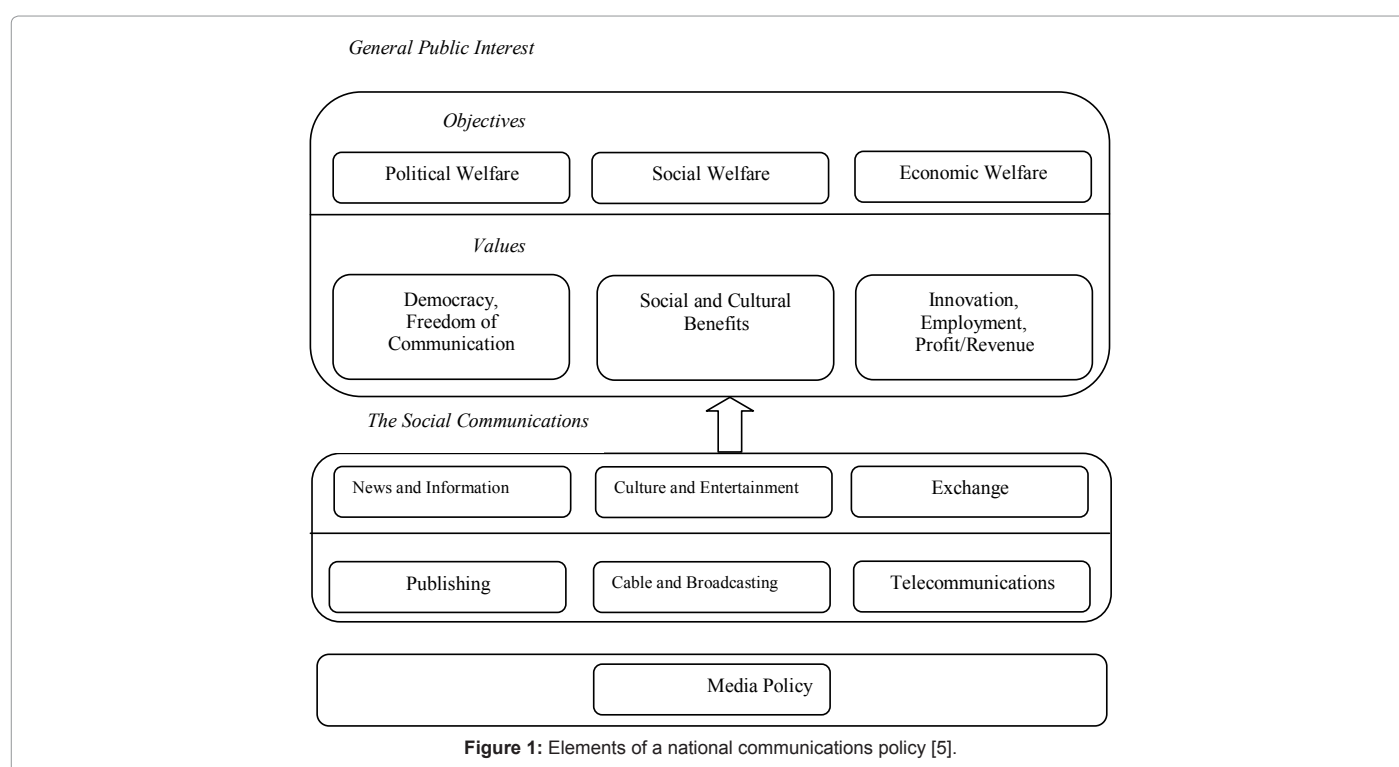 General Public Interest
Objectives
Political Welfare
Social Welfare
Economic Welfare
Values
Democracy,
Freedom of
Communication
Social and Cultural
Benefits
Innovation,
Employment,
Profit/Revenue
The Social Communications
News and Information
Culture and Entertainment
Exchange
Publishing
Cable and Broadcasting
Telecommunications
Media Policy
Figure 1: Elements of a national communications policy [5].